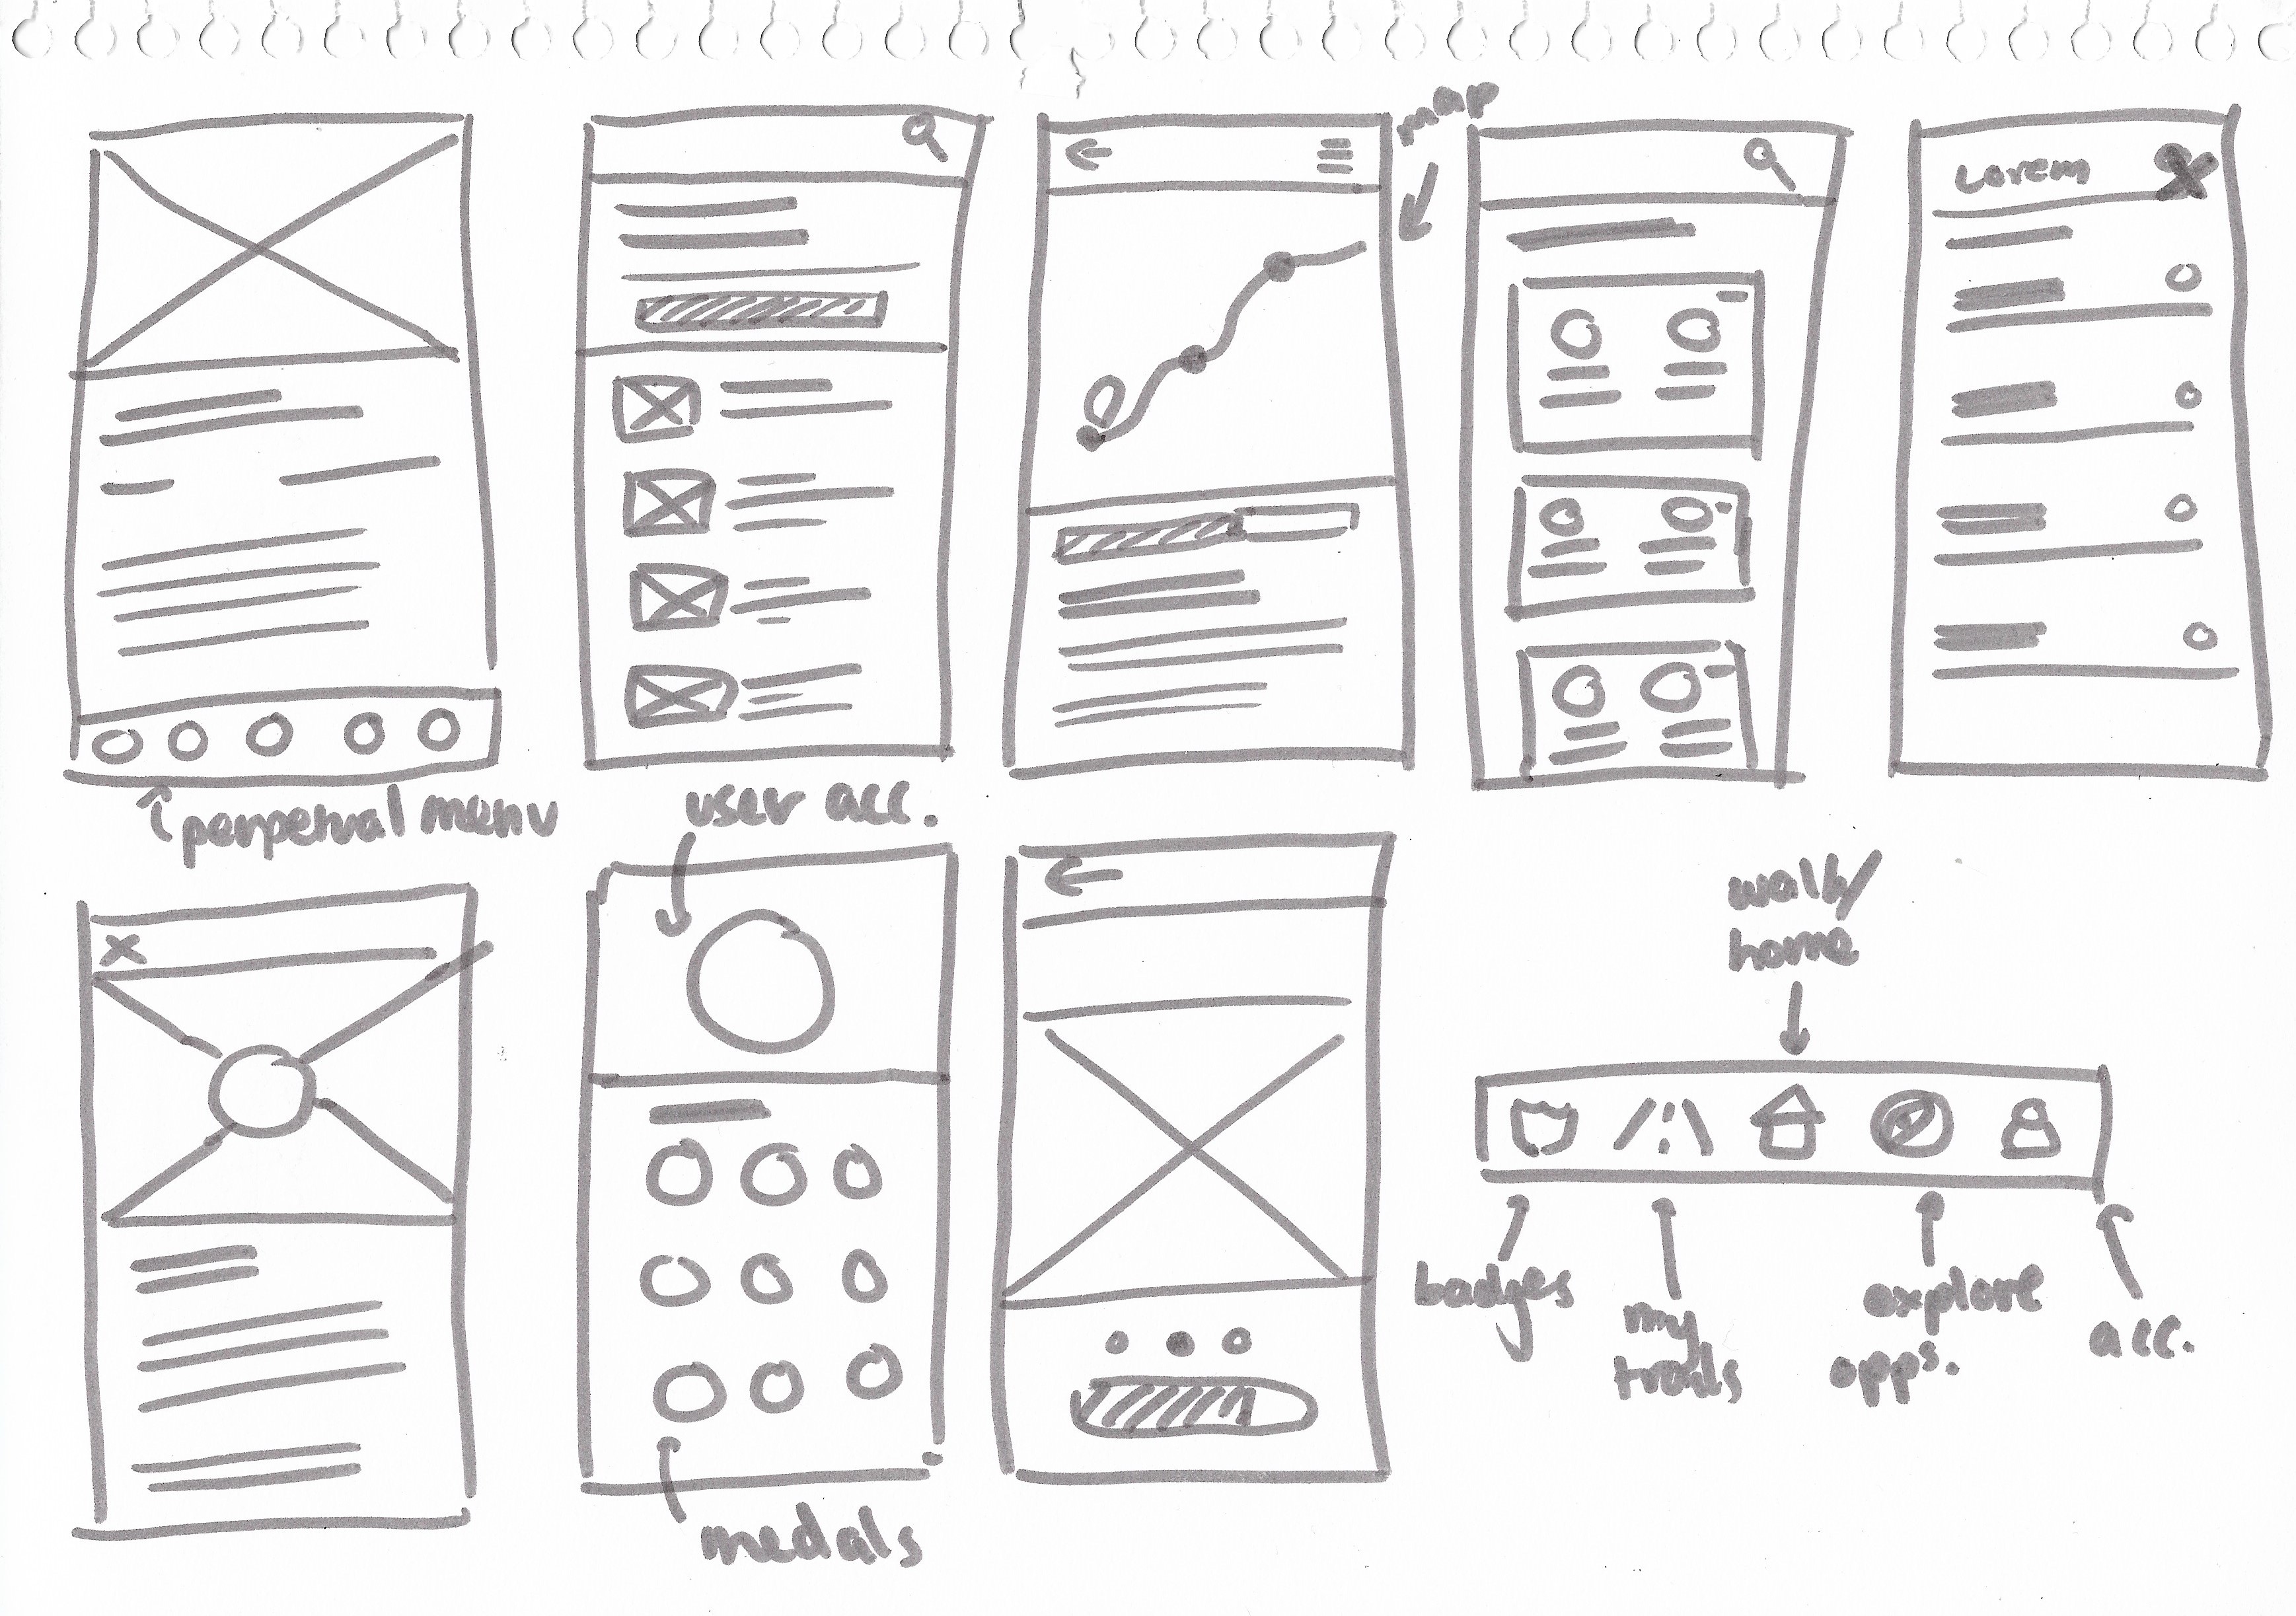 map
Lorem
perpetual menu
user acc.
walk/
home
badges
my
trails
explore
opps.
acc.
medals